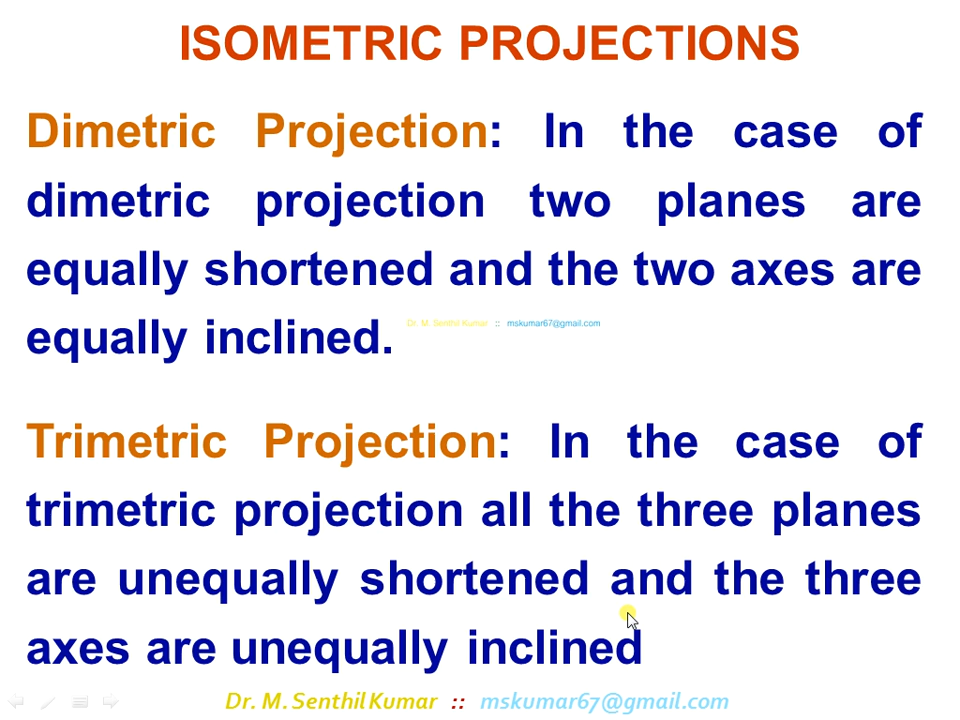 ISOMETRIC PROJECTIONS
Dimetric Projection: In the case of
dimetric projection two planes are
equally shortened and the two axes are
equally inclined.
Dr. M. Senthil Kumar :: mskumar67@gmail.com
Trimetric Projection: In the case of
trimetric projection all the three planes
are unequally shortened and the three
axes are unequally inclined
Dr. M. Senthil Kumar :: mskumar67@gmail.com